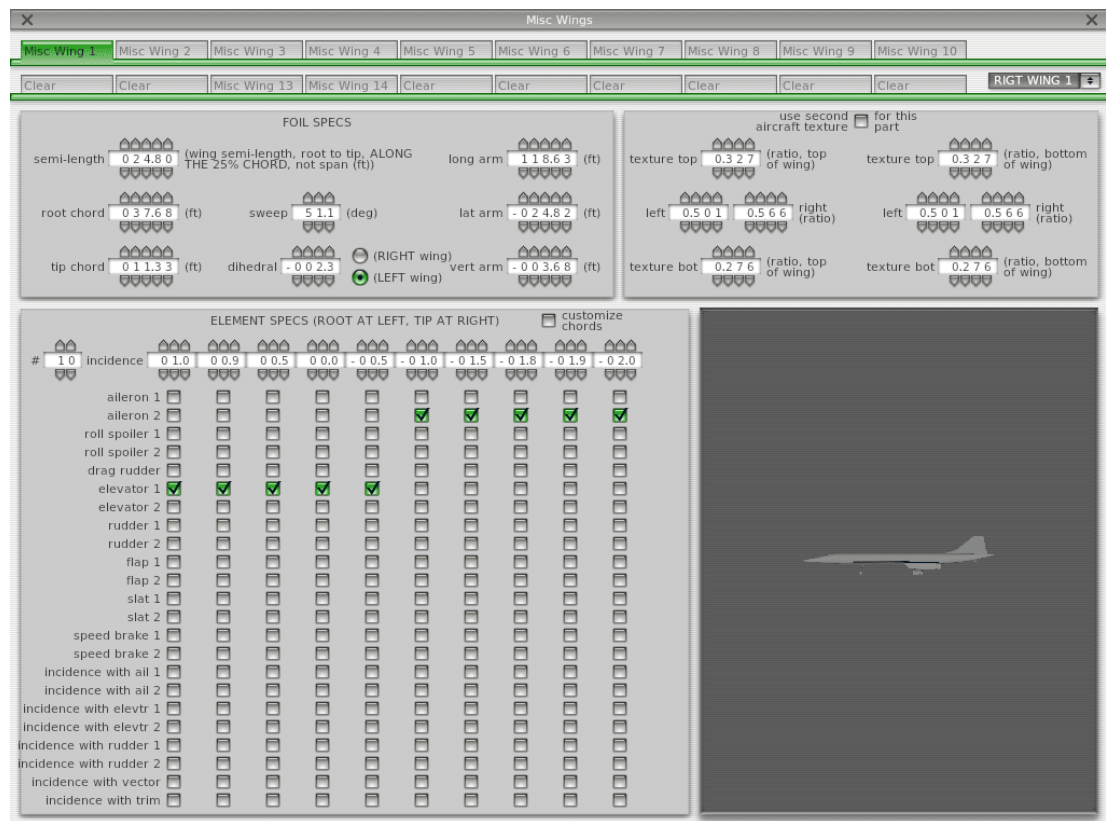 Misc Wings
Misc Wing 1 Misc Wing 2 Misc Wing 3 Misc Wing 4 Misc Wing 5 Misc Wing 6 Misc Wing 7 Misc Wing 8 Misc Wing 9 Misc Wing 10
Clear Clear Misc Wing 13 Misc Wing 14 Clear Clear Clear Clear Clear Clear RIGT WING 1
FOIL SPECS
semi-length 0 2 4.8 0 (wing semi-length, root to tip, ALONG
THE 25% CHORD, not span (ft))
long arm 1 1 8.6 3 (ft)
root chord 0 3 7.6 8 (ft) sweep 5 1.1 (deg) lat arm - 0 2 4.8 2 (ft)
tip chord 0 1 1.3 3 (ft) dihedral - 0 0 2.3 (RIGHT wing)
(LEFT wing)
vert arm - 0 0 3.6 8 (ft)
use second
aircraft texture
for this
part
texture top 0.3 2 7 (ratio, top
of wing)
texture top 0.3 2 7 (ratio, bottom
of wing)
left 0.5 0 1 0.5 6 6 right
(ratio)
left 0.5 0 1 0.5 6 6 right
(ratio)
texture bot 0.2 7 6 (ratio, top
of wing)
texture bot 0.2 7 6 (ratio, bottom
of wing)
ELEMENT SPECS (ROOT AT LEFT, TIP AT RIGHT) customize
chords
# 1 0 incidence 0 1.0 0 0.9 0 0.5 0 0.0 - 0 0.5 - 0 1.0 - 0 1.5 - 0 1.8 - 0 1.9 - 0 2.0
aileron 1
aileron 2
roll spoiler 1
roll spoiler 2
drag rudder
elevator 1
elevator 2
rudder 1
rudder 2
flap 1
flap 2
slat 1
slat 2
speed brake 1
speed brake 2
incidence with ail 1
incidence with ail 2
incidence with elevtr 1
incidence with elevtr 2
incidence with rudder 1
incidence with rudder 2
incidence with vector
incidence with trim